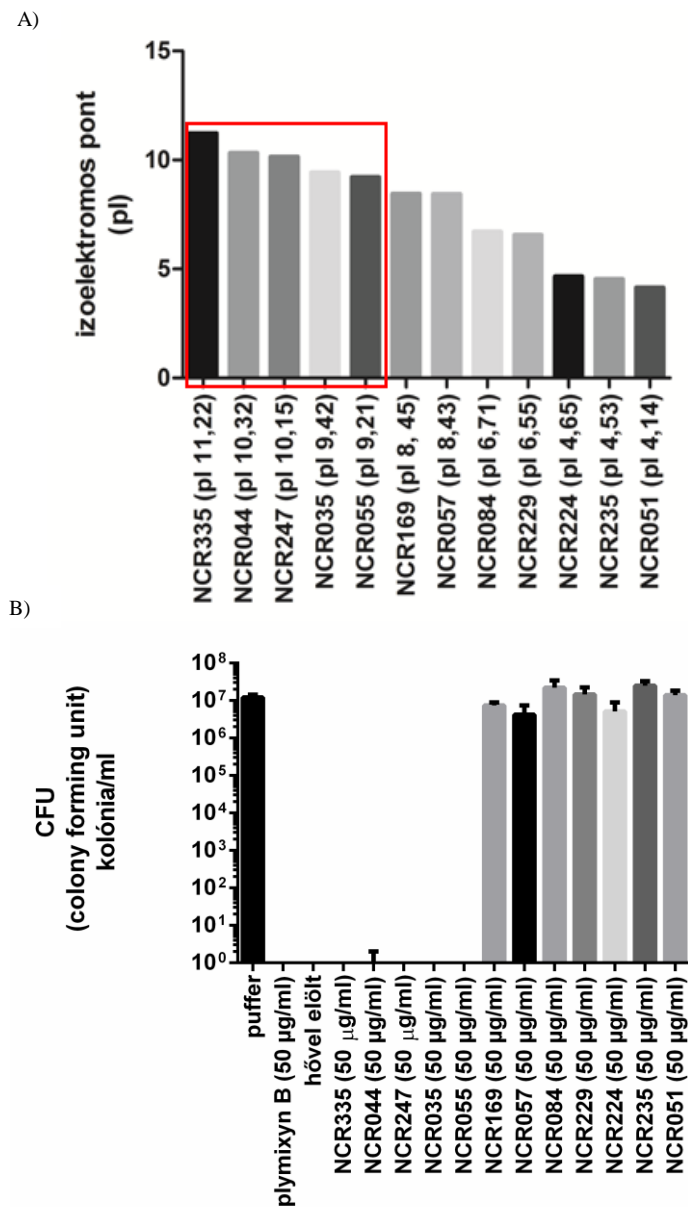 A)
15
10
5
0
izoelektromos pont
(pI)
NCR335 (pI 11,22)
NCR044 (pI 10,32)
NCR247 (pI 10,15)
NCR035 (pI 9,42)
NCR055 (pI 9,21)
NCR169 (pI 8, 45)
NCR057 (pI 8,43)
NCR084 (pI 6,71)
NCR229 (pI 6,55)
NCR224 (pI 4,65)
NCR235 (pI 4,53)
NCR051 (pI 4,14)
B)
10⁸
10⁷
10⁶
10⁵
10⁴
10³
10²
10¹
10⁰
CFU
(colony forming unit)
kolónia/ml
puffer
plymixyn B (50 µg/ml)
hővel elölt
NCR335 (50 µg/ml)
NCR044 (50 µg/ml)
NCR247 (50 µg/ml)
NCR035 (50 µg/ml)
NCR055 (50 µg/ml)
NCR169 (50 µg/ml)
NCR057 (50 µg/ml)
NCR084 (50 µg/ml)
NCR229 (50 µg/ml)
NCR224 (50 µg/ml)
NCR235 (50 µg/ml)
NCR051 (50 µg/ml)